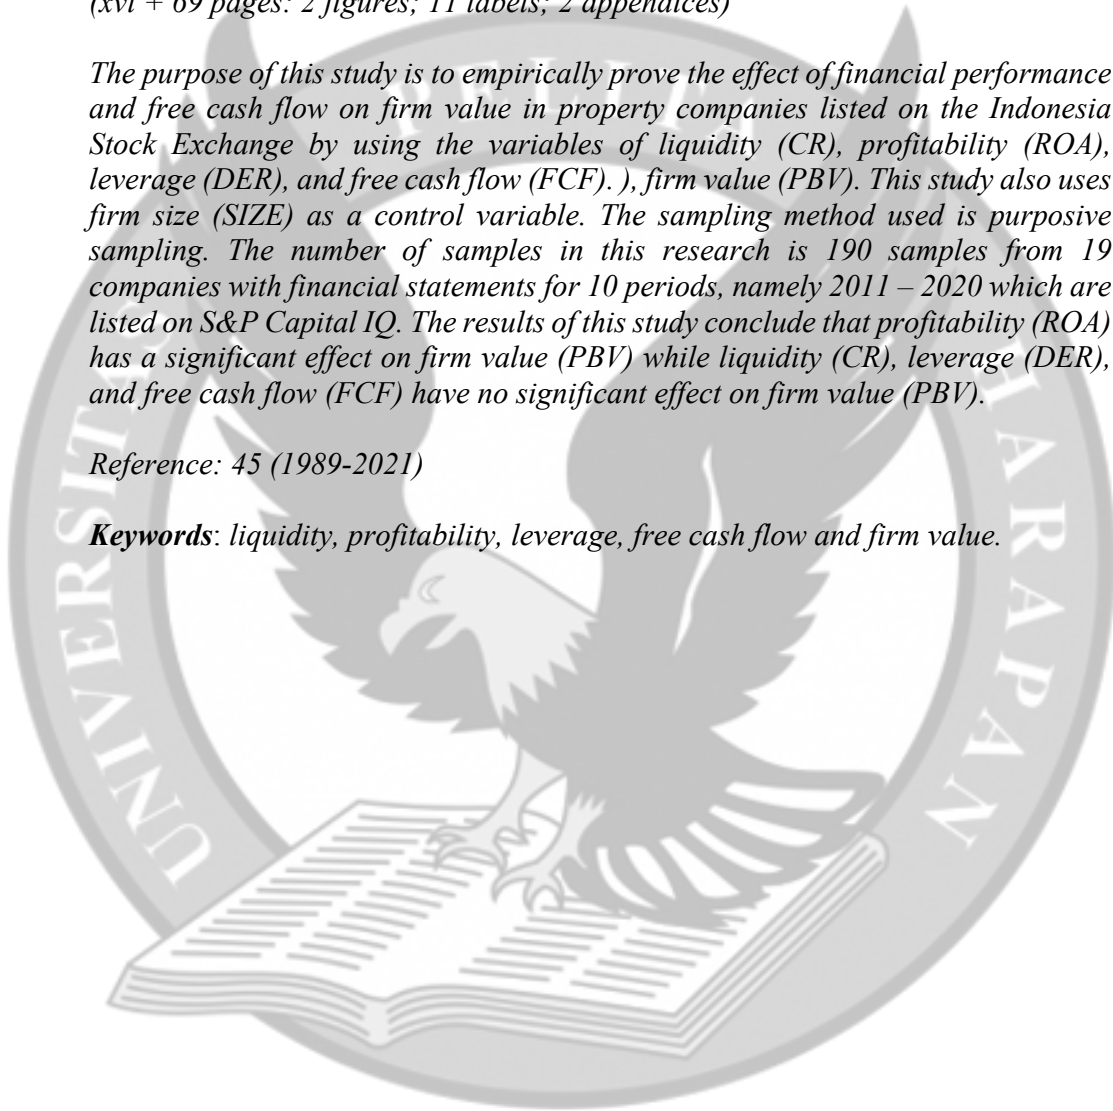 (xvi + 69 pages: 2 figures; 11 labels; 2 appendices)
The purpose of this study is to empirically prove the effect of financial performance
and free cash flow on firm value in property companies listed on the Indonesia
Stock Exchange by using the variables of liquidity (CR), profitability (ROA),
leverage (DER), and free cash flow (FCF). ), firm value (PBV). This study also uses
firm size (SIZE) as a control variable. The sampling method used is purposive
sampling. The number of samples in this research is 190 samples from 19
companies with financial statements for 10 periods, namely 2011 – 2020 which are
listed on S&P Capital IQ. The results of this study conclude that profitability (ROA)
has a significant effect on firm value (PBV) while liquidity (CR), leverage (DER),
and free cash flow (FCF) have no significant effect on firm value (PBV).
Reference: 45 (1989-2021)
Keywords: liquidity, profitability, leverage, free cash flow and firm value.
UNIVERSITAS
PELITA
HARAPAN